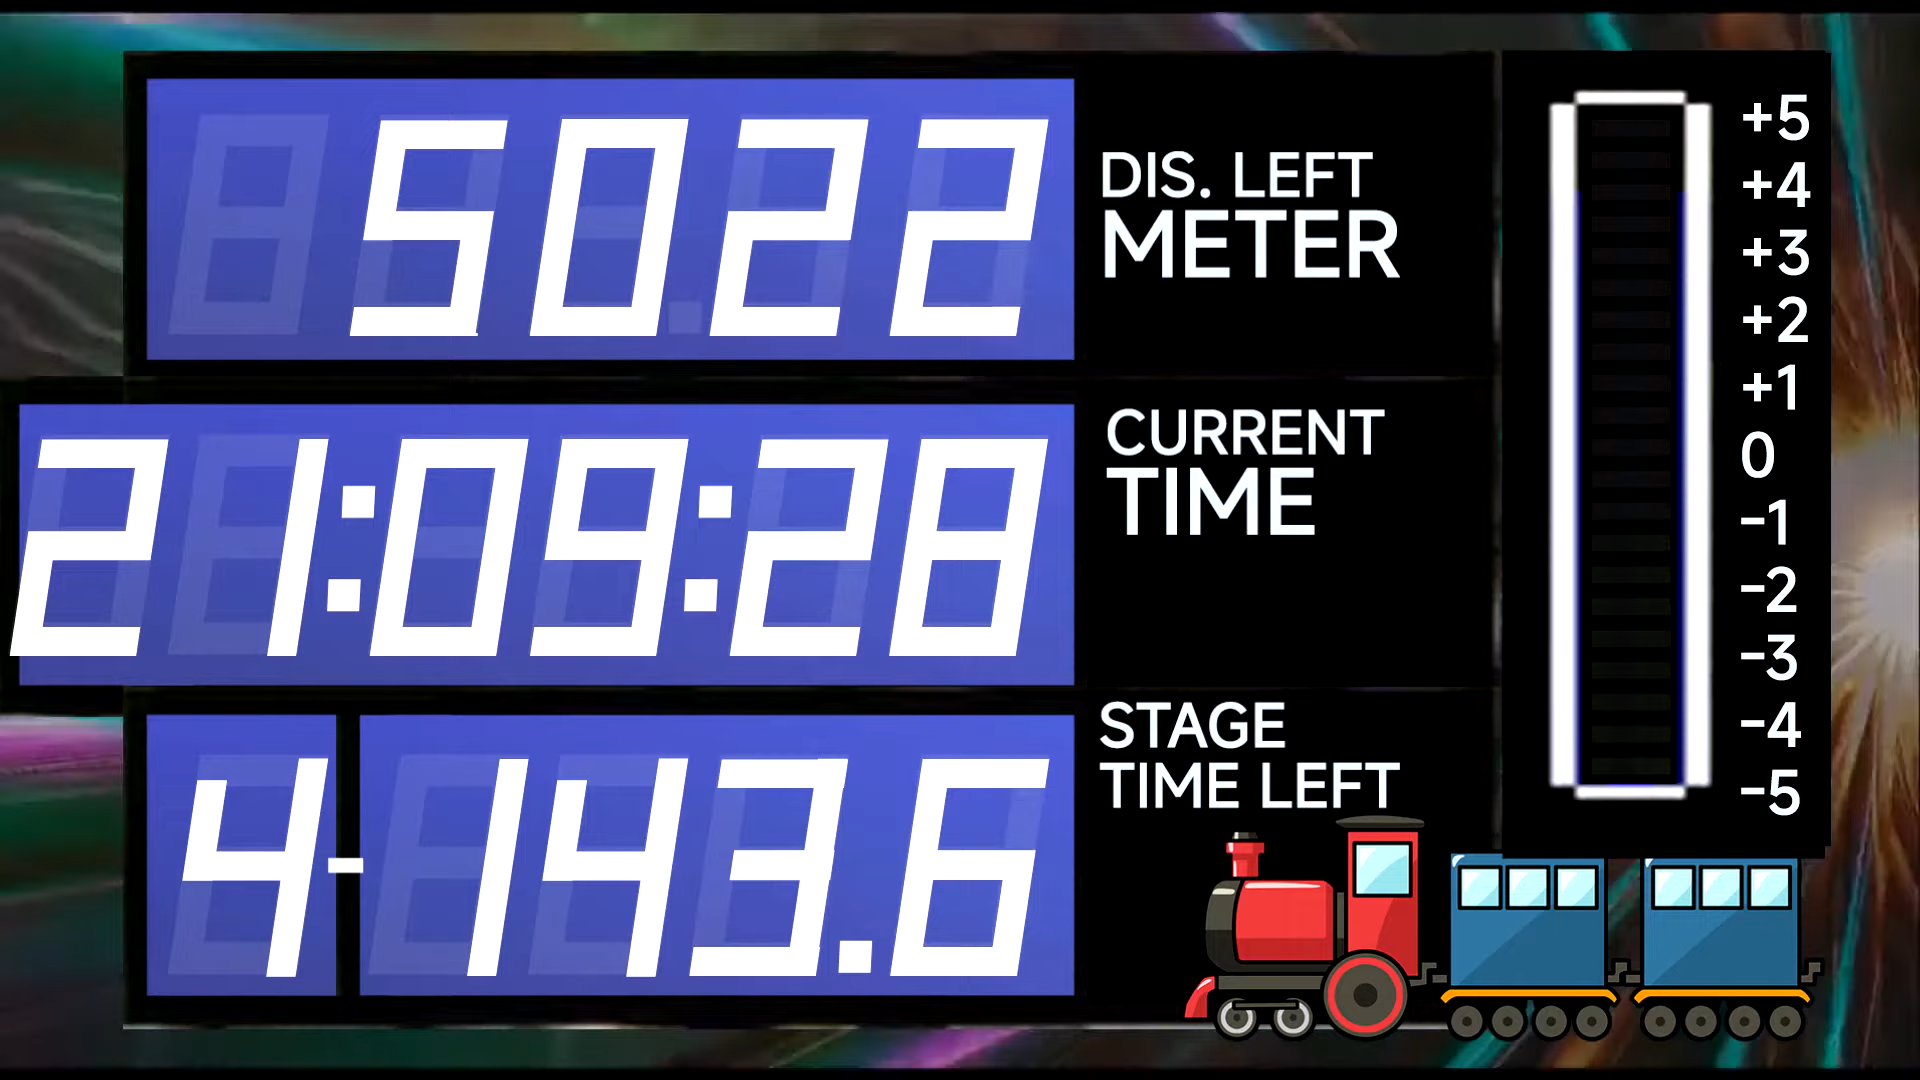 5022
DIS. LEFT
METER
21:09:28
CURRENT
TIME
4-143.6
STAGE
TIME LEFT
+5
+4
+3
+2
+1
0
-1
-2
-3
-4
-5